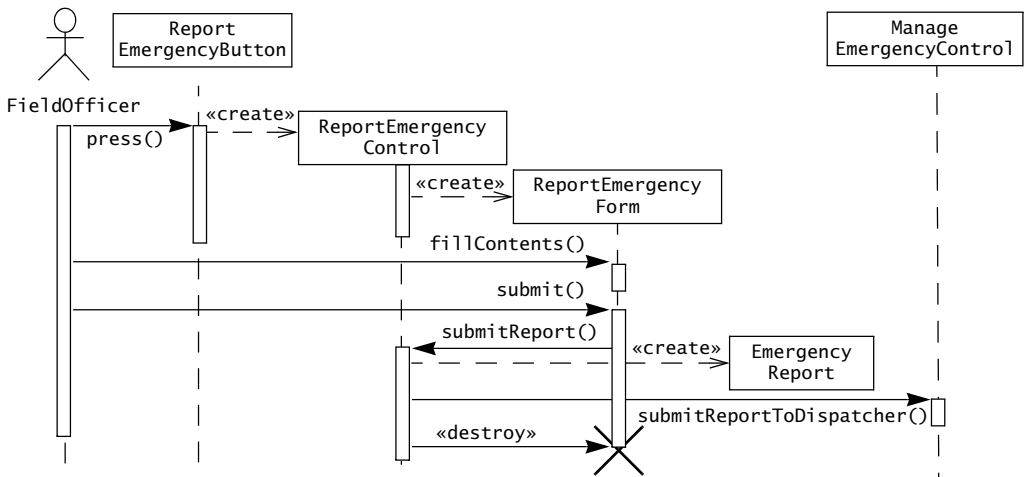 Report
EmergencyButton
Manage
EmergencyControl
FieldOfficer
press()
«create»
ReportEmergency
Control
«create»
ReportEmergency
Form
fillContents()
submit()
submitReport()
«create»
Emergency
Report
submitReportToDispatcher()
«destroy»